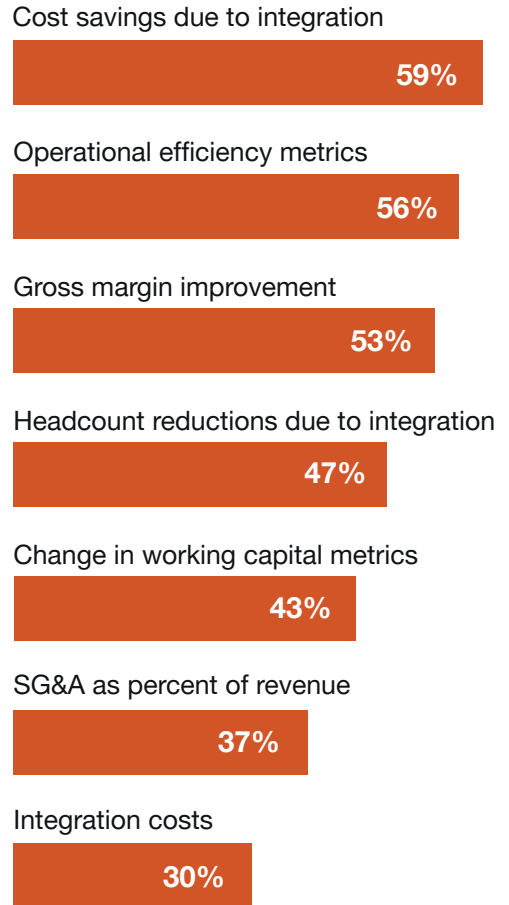 Cost savings due to integration
59%
Operational efficiency metrics
56%
Gross margin improvement
53%
Headcount reductions due to integration
47%
Change in working capital metrics
43%
SG&A as percent of revenue
37%
Integration costs
30%